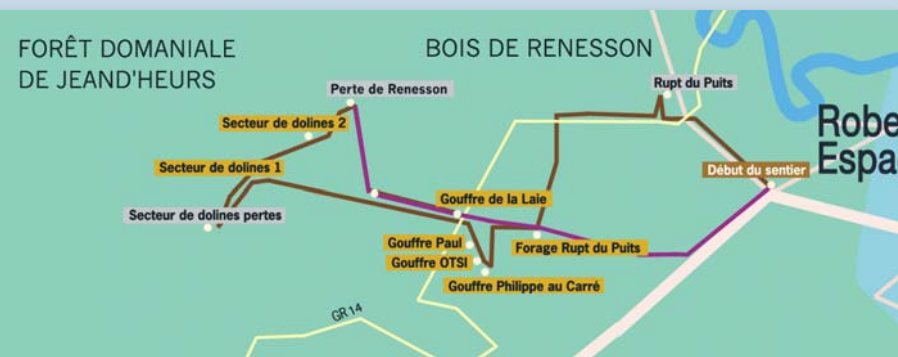 FORÊT DOMANIALE
DE JEAND'HEURS
BOIS DE RENESSON
Perte de Renesson
Rupt du Puits
Secteur de dolines 2
Robe
Espa
Secteur de dolines 1
Début du sentier
Gouffre de la Laie
Secteur de dolines pertes
Gouffre Paul
Forage Rupt du Puits
Gouffre OTSI
Gouffre Philippe au Carré
GR14